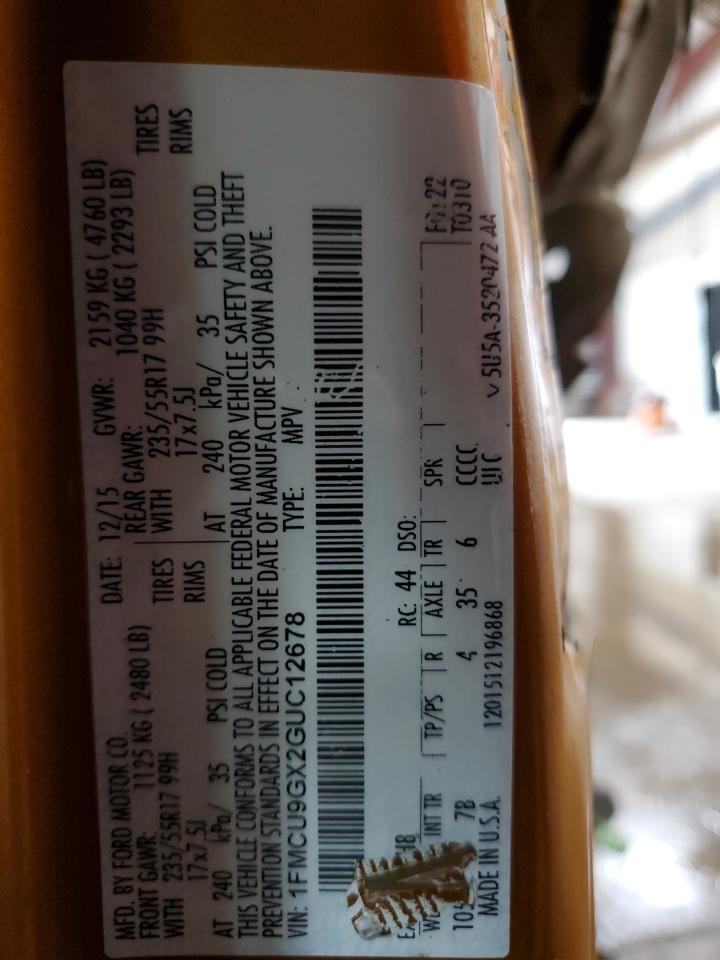 MFD. BY FORD MOTOR CO. DATE: 12/15 GVWR: 2159 KG ( 4760 LB)
FRONT GAWR: 1125 KG ( 2480 LB) REAR GAWR: 1040 KG ( 2293 LB)
WITH 235/55R17 99H TIRES WITH 235/55R17 99H TIRES
17x7.5J RIMS 17x7.5J RIMS
AT 240 kPa/ 35 PSI COLD AT 240 kPa/ 35 PSI COLD
THIS VEHICLE CONFORMS TO ALL APPLICABLE FEDERAL MOTOR VEHICLE SAFETY AND THEFT
PREVENTION STANDARDS IN EFFECT ON THE DATE OF MANUFACTURE SHOWN ABOVE.
VIN: 1FMCU9GX2GUC12678 TYPE: MPV
RC: 44 DSO:
INT TR TP/PS R AXLE TR SPR
7B 4 35 6 CCCC
T0310
MADE IN U.S.A. 1201512196868 5U5A-3520472 AA